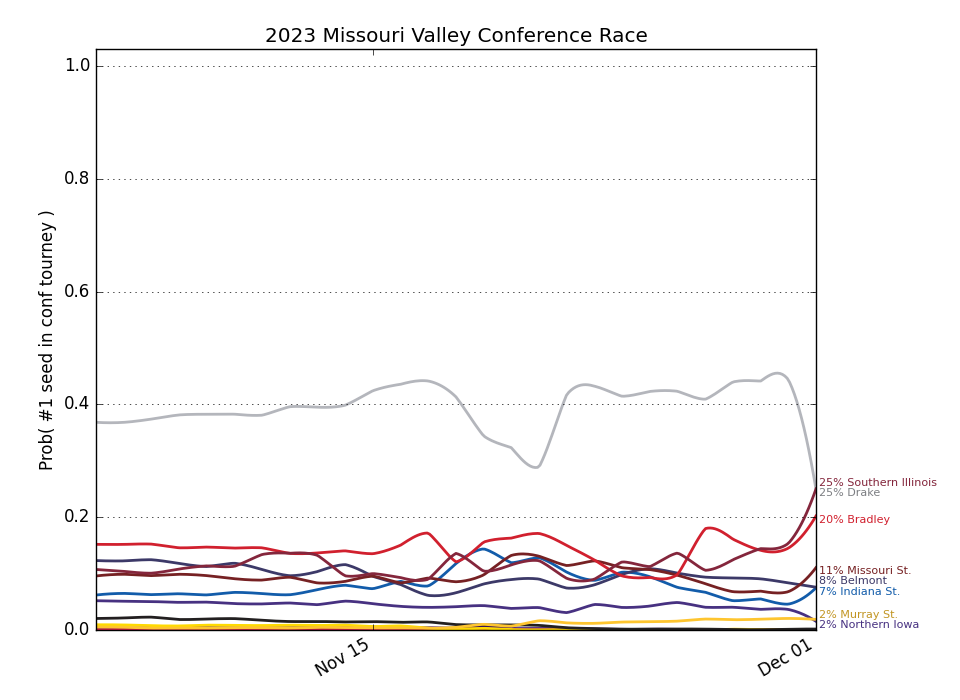 2023 Missouri Valley Conference Race
Prob( #1 seed in conf tourney )
1.0
0.8
0.6
0.4
0.2
0.0
Nov 15
Dec 01
25% Southern Illinois
25% Drake
20% Bradley
11% Missouri St.
8% Belmont
7% Indiana St.
2% Murray St.
2% Northern Iowa